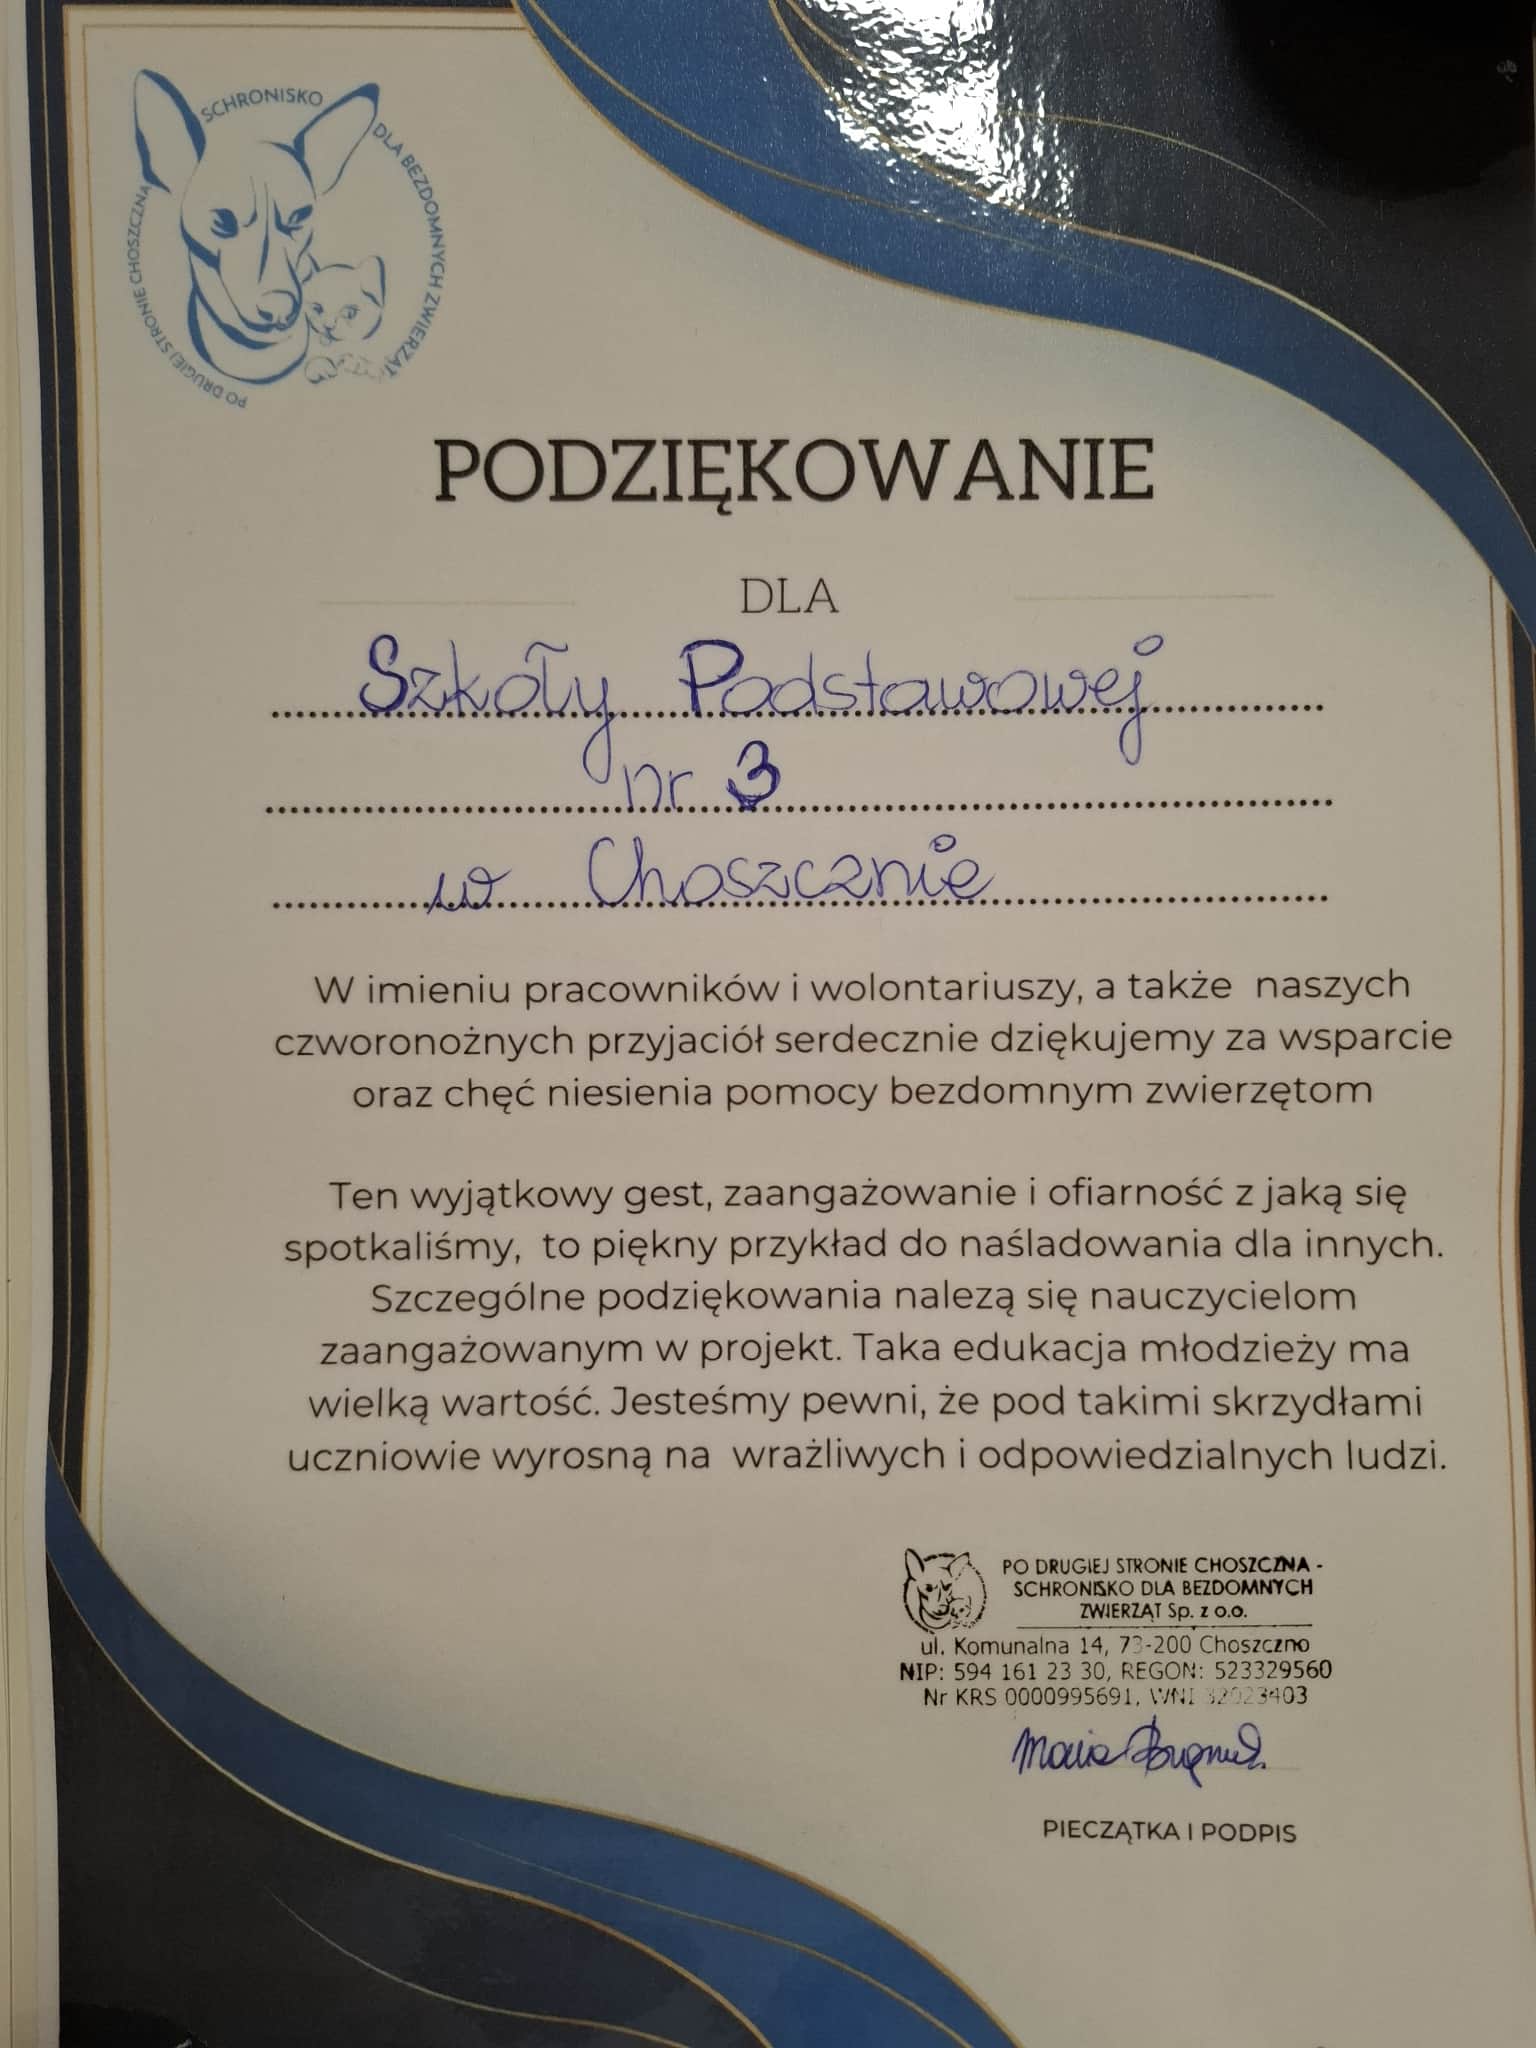 SCHRONISKO
DLA BEZDOMNYCH ZWIERZĄT
PO DRUGIEJ STRONIE CHOSZCZNA
PODZIĘKOWANIE
DLA
Szkoły Podstawowej
nr 3
w Choszcznie
W imieniu pracowników i wolontariuszy, a także naszych
czworonożnych przyjaciół serdecznie dziękujemy za wsparcie
oraz chęć niesienia pomocy bezdomnym zwierzętom
Ten wyjątkowy gest, zaangażowanie i ofiarność z jaką się
spotkaliśmy, to piękny przykład do naśladowania dla innych.
Szczególne podziękowania nalezą się nauczycielom
zaangażowanym w projekt. Taka edukacja młodzieży ma
wielką wartość. Jesteśmy pewni, że pod takimi skrzydłami
uczniowie wyrosną na wrażliwych i odpowiedzialnych ludzi.
PO DRUGIEJ STRONIE CHOSZCZNA -
SCHRONISKO DLA BEZDOMNYCH
ZWIERZĄT Sp. z o.o.
ul. Komunalna 14, 73-200 Choszczno
NIP: 594 161 23 30, REGON: 523329560
Nr KRS 0000995691, WNI 32023403
Maria
PIECZĄTKA I PODPIS